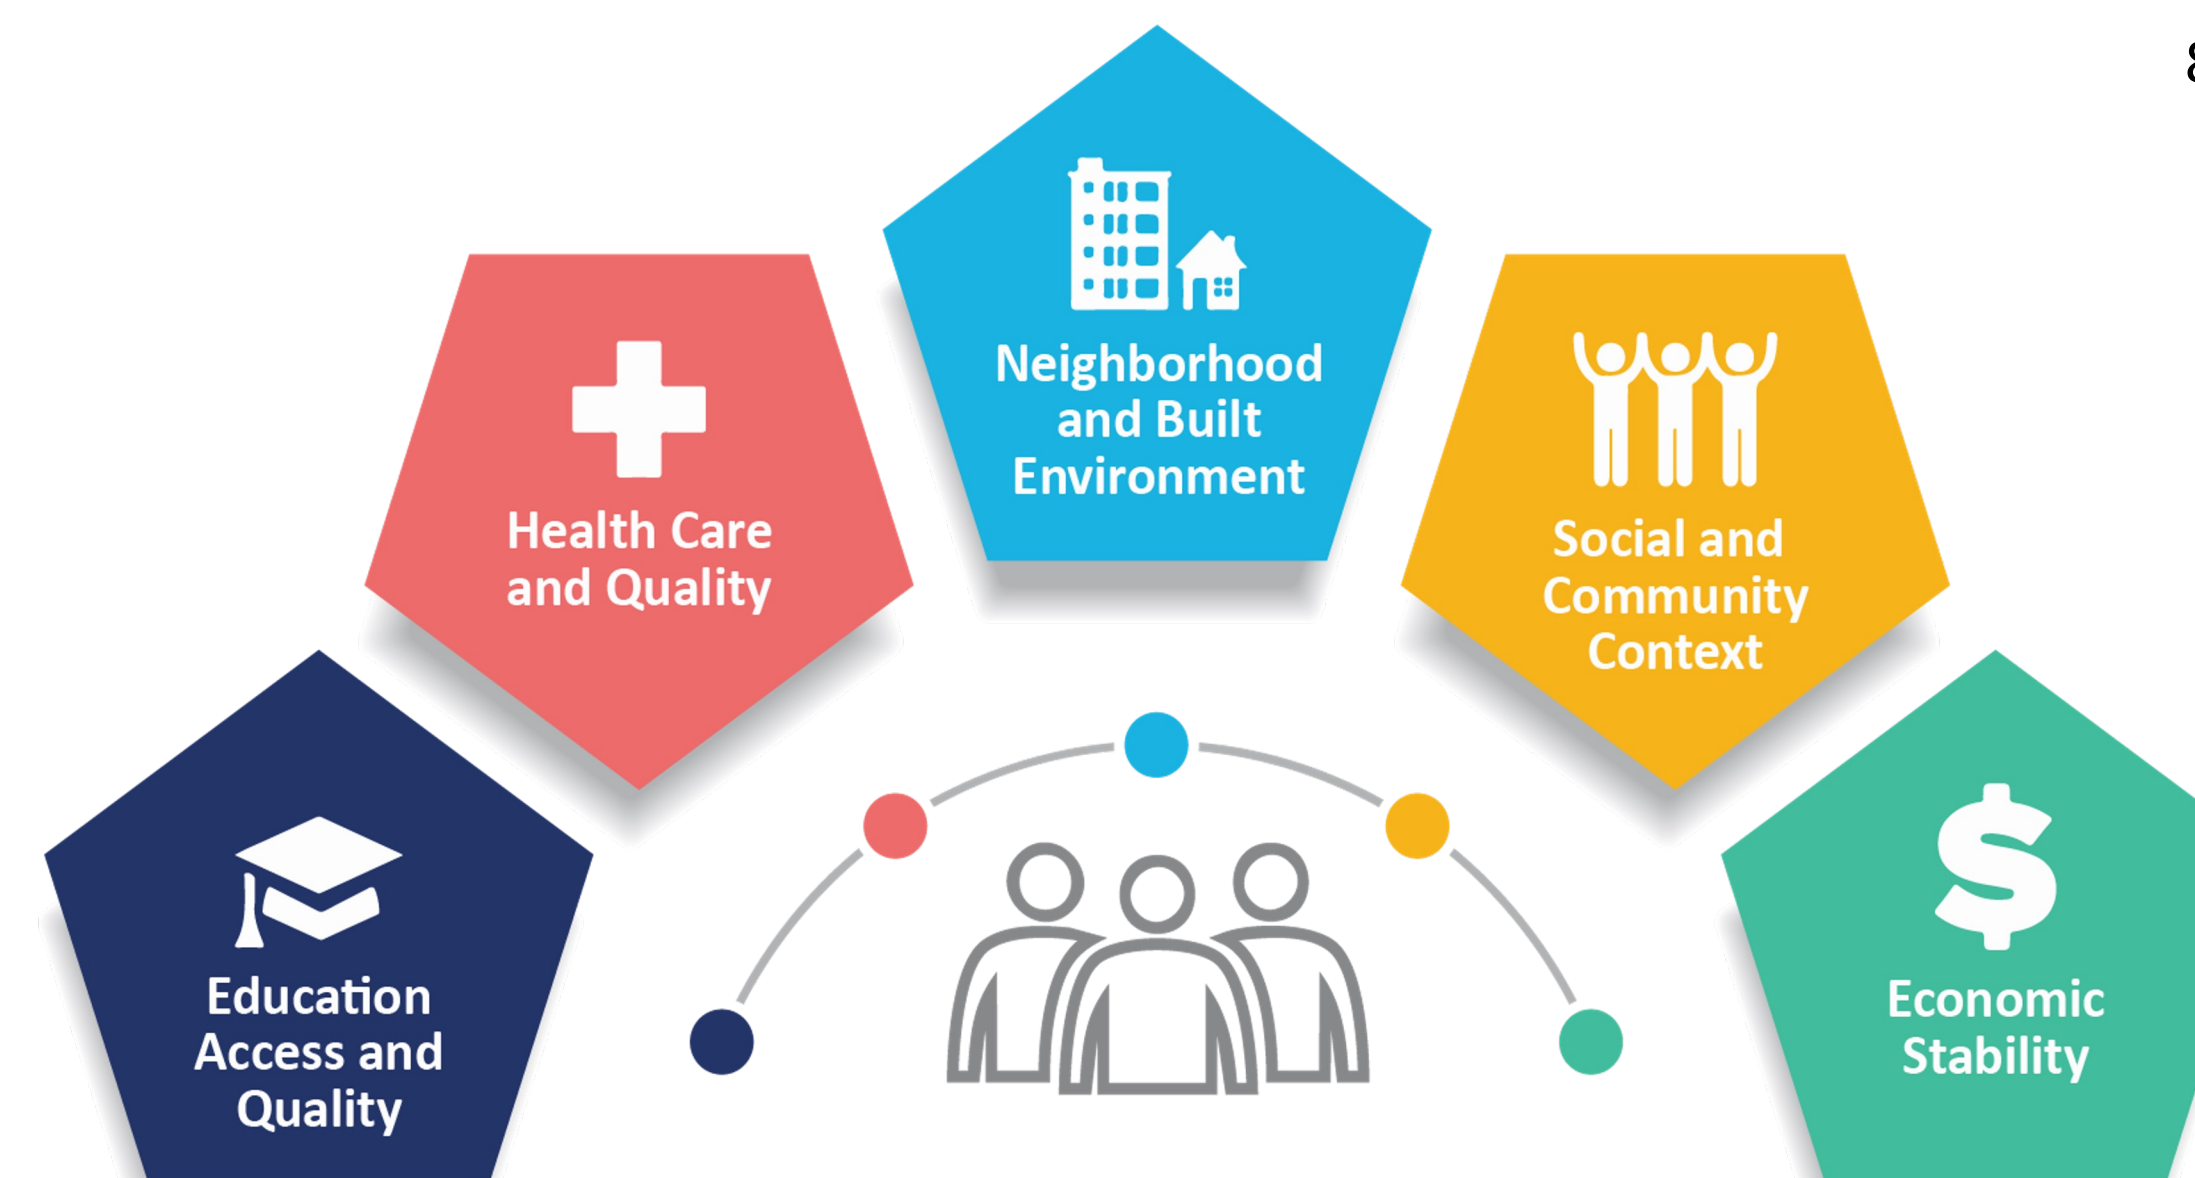 Neighborhood
and Built
Environment
Health Care
and Quality
Social and
Community
Context
Education
Access and
Quality
Economic
Stability